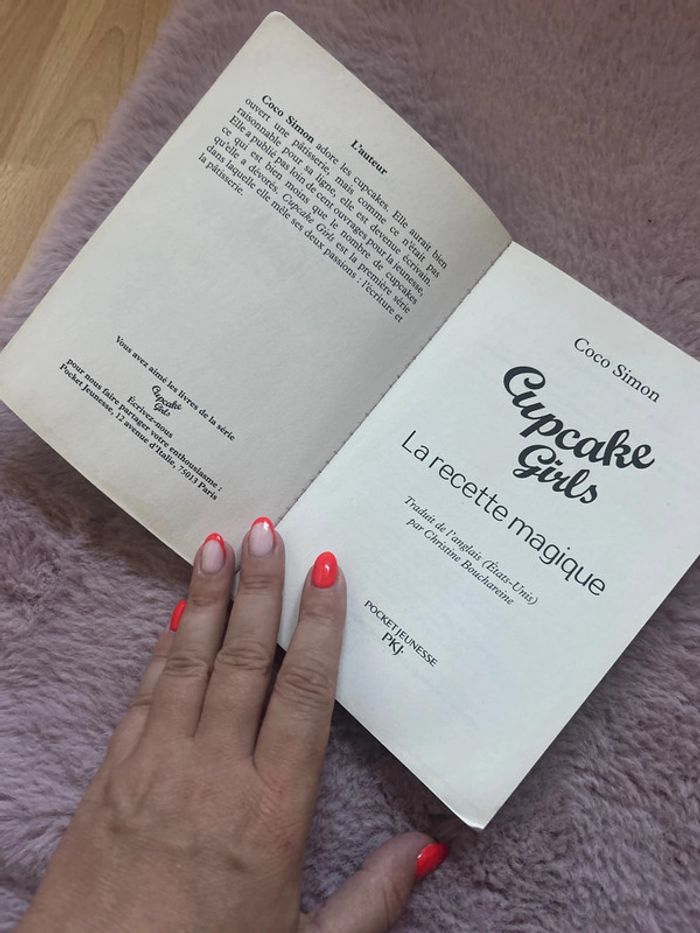 L'auteur
Coco Simon adore les cupcakes. Elle aurait bien
ouvert une pâtisserie, mais comme ce n'était pas
raisonnable pour sa ligne, elle est devenue écrivain.
Elle a publié pas loin de cent ouvrages pour la jeunesse,
ce qui est bien moins que le nombre de cupcakes
qu'elle a dévorés. Cupcake Girls est la première série
dans laquelle elle mêle ses deux passions : l'écriture et
la pâtisserie.
Vous avez aimé les livres de la série
Cupcake
Girls
Écrivez-nous
pour nous faire partager votre enthousiasme :
Pocket Jeunesse, 12 avenue d'Italie, 75013 Paris
Coco Simon
Cupcake
Girls
La recette magique
Traduit de l'anglais (États-Unis)
par Christine Bouchareine
POCKET JEUNESSE
PKJ·